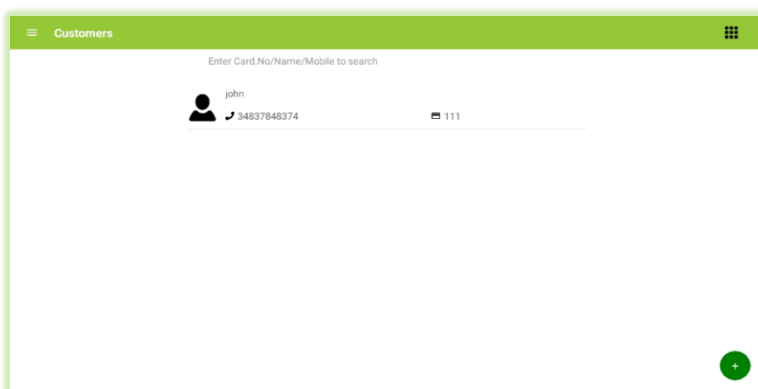 Customers
Enter Card.No/Name/Mobile to search
john
34837848374 111
+